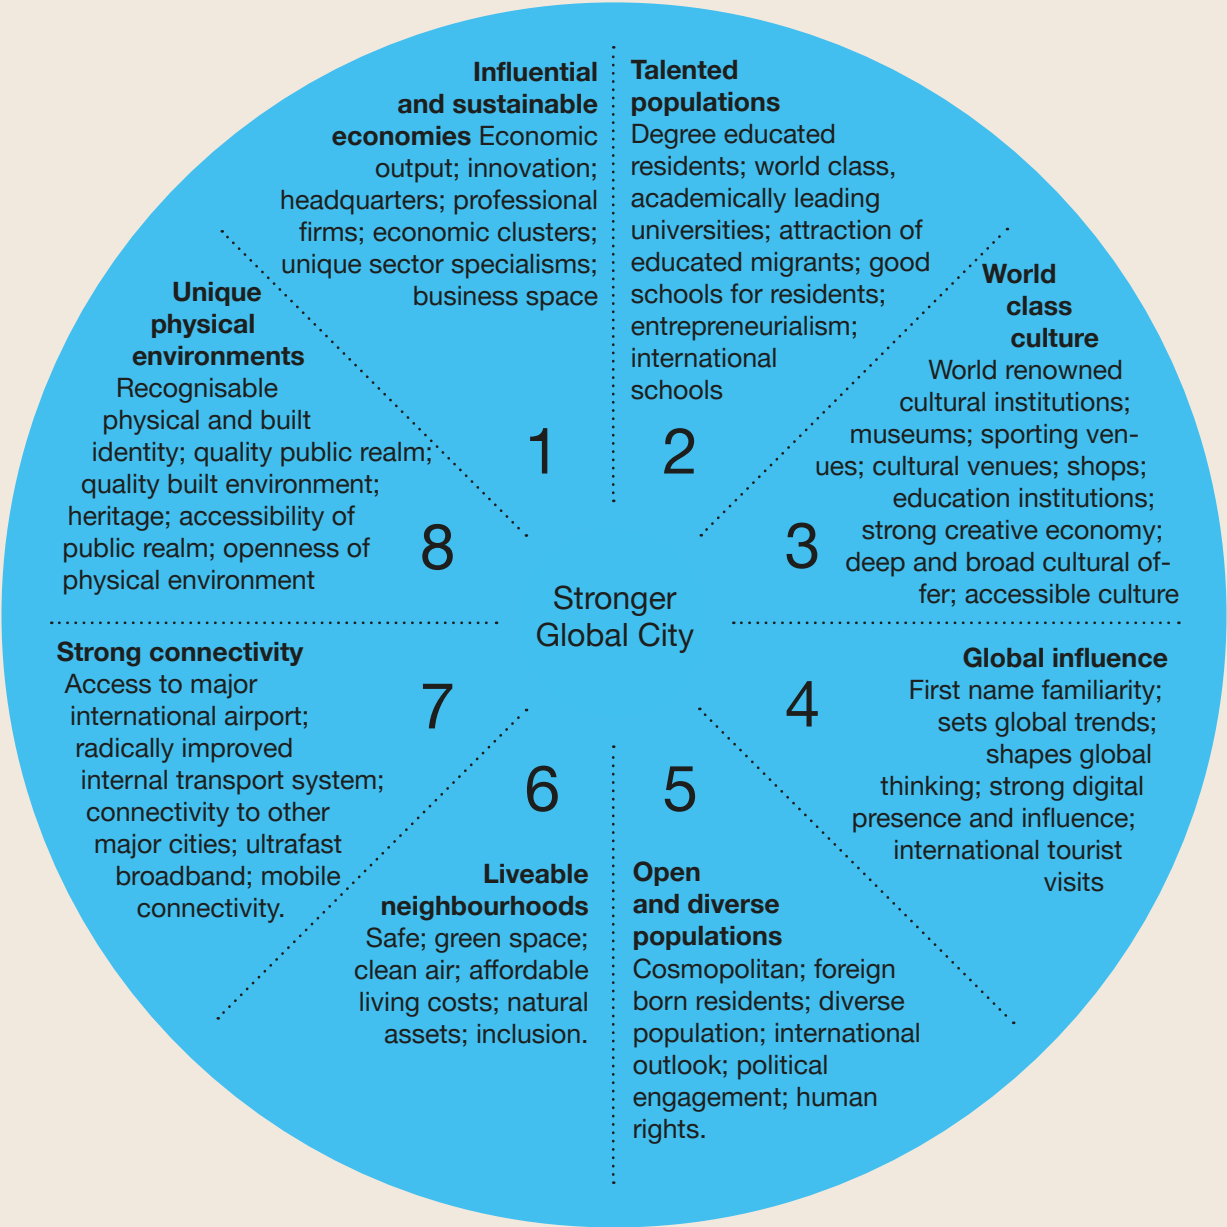 Influential
and sustainable
economies Economic
output; innovation;
headquarters; professional
firms; economic clusters;
unique sector specialisms;
business space
1
Talented
populations
Degree educated
residents; world class,
academically leading
universities; attraction of
educated migrants; good
schools for residents;
entrepreneurialism;
international
schools
2
World
class
culture
World renowned
cultural institutions;
museums; sporting ven-
ues; cultural venues; shops;
education institutions;
strong creative economy;
deep and broad cultural of-
fer; accessible culture
3
Global influence
First name familiarity;
sets global trends;
shapes global
thinking; strong digital
presence and influence;
international tourist
visits
4
5
Open
and diverse
populations
Cosmopolitan; foreign
born residents; diverse
population; international
outlook; political
engagement; human
rights.
6
Liveable
neighbourhoods
Safe; green space;
clean air; affordable
living costs; natural
assets; inclusion.
7
Strong connectivity
Access to major
international airport;
radically improved
internal transport system;
connectivity to other
major cities; ultrafast
broadband; mobile
connectivity.
8
Unique
physical
environments
Recognisable
physical and built
identity; quality public realm;
quality built environment;
heritage; accessibility of
public realm; openness of
physical environment
Stronger
Global City